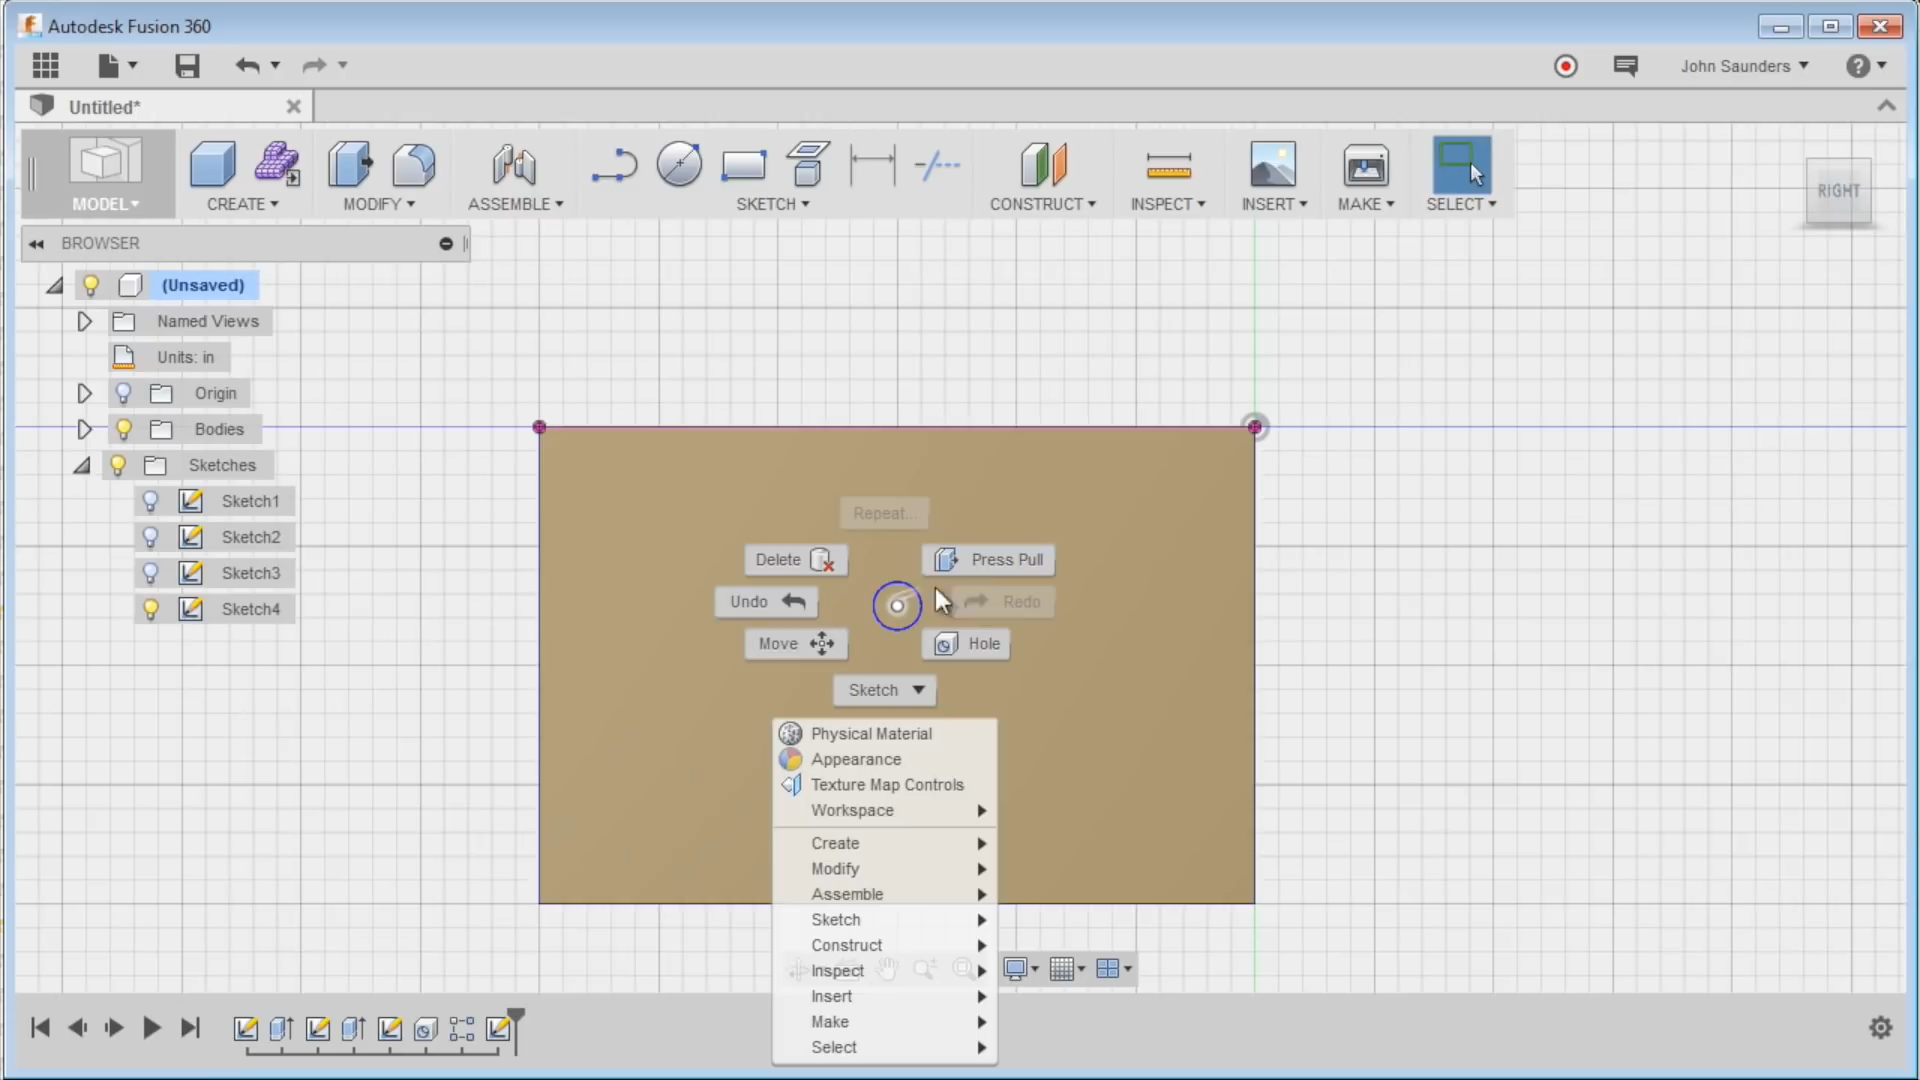 Autodesk Fusion 360
John Saunders
Untitled*
MODEL
CREATE
MODIFY
ASSEMBLE
SKETCH
CONSTRUCT
INSPECT
INSERT
MAKE
SELECT
RIGHT
BROWSER
(Unsaved)
Named Views
Units: in
Origin
Bodies
Sketches
Sketch1
Sketch2
Sketch3
Sketch4
Repeat...
Delete
Press Pull
Undo
Redo
Move
Hole
Sketch
Physical Material
Appearance
Texture Map Controls
Workspace
Create
Modify
Assemble
Sketch
Construct
Inspect
Insert
Make
Select